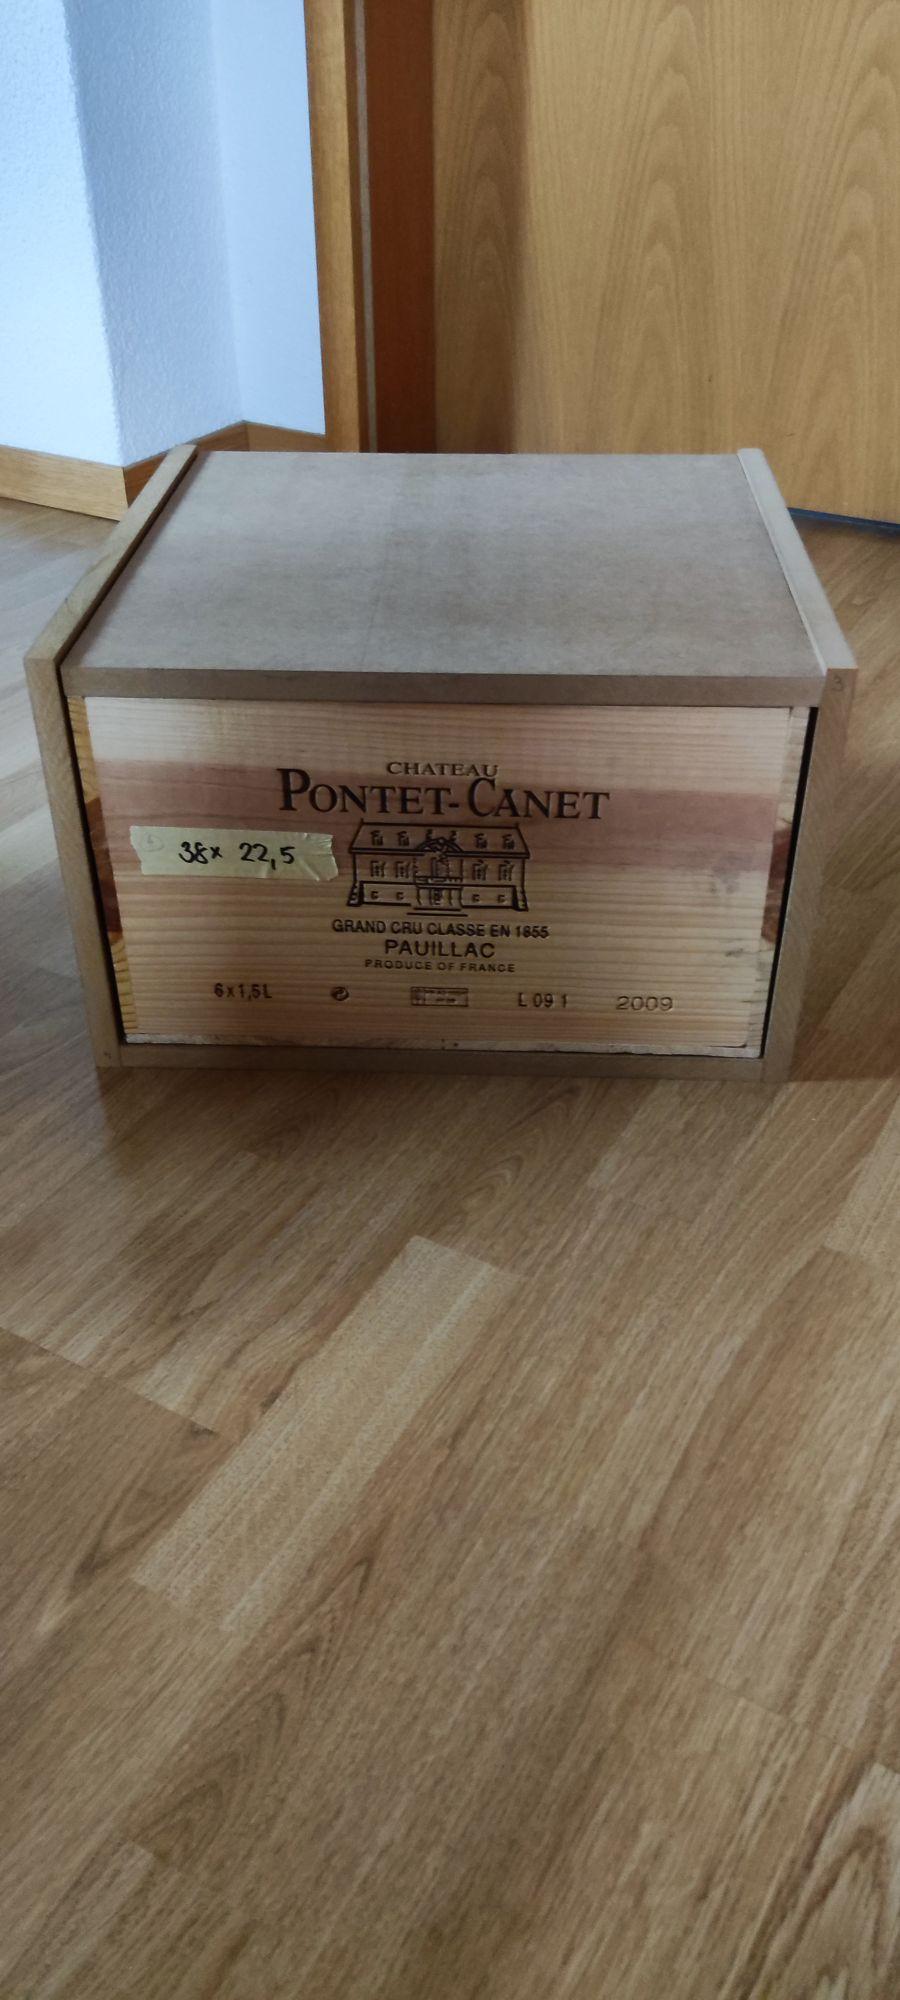 CHATEAU
PONTET-CANET
38x 22,5
GRAND CRU CLASSE EN 1855
PAUILLAC
PRODUCE OF FRANCE
6x1,5L
L 09 1
2009
3